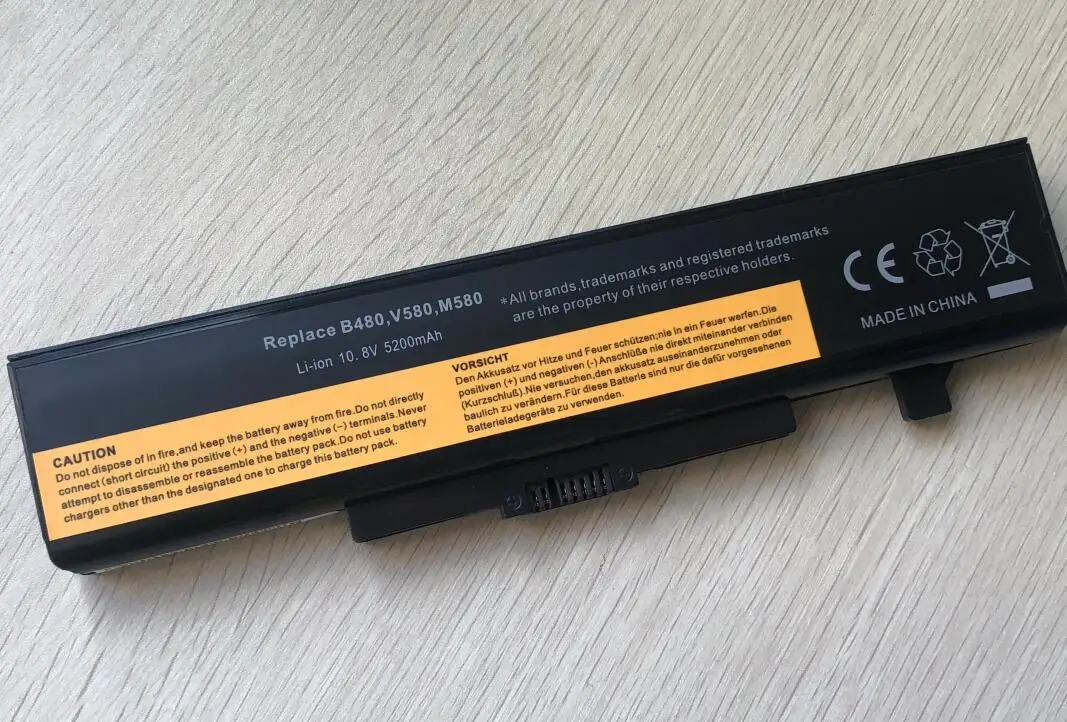 Replace B480,V580,M580
Li-ion 10.8V 5200mAh
*All brands,trademarks and registered trademarks
are the property of their respective holders.
CE
MADE IN CHINA
CAUTION
Do not dispose of in fire,and keep the battery away from fire.Do not directly
connect(short circuit) the positive (+) and the negative (−) terminals.Never
attempt to disassemble or reassemble the battery pack.Do not use battery
chargers other than the designated one to charge this battery pack.
VORSICHT
Den Akkusatz vor Hitze und Feuer schützen;nie in ein Feuer werfen.Die
positiven (+) und negativen (-) Anschlüße nie direkt miteinander verbinden
(Kurzschluß).Nie versuchen,den akkusatz auseinanderzunehmen oder
baulich zu verändern.Für diese Batterie sind nur die dafür vorgesehenen
Batterieladegeräte zu verwenden.